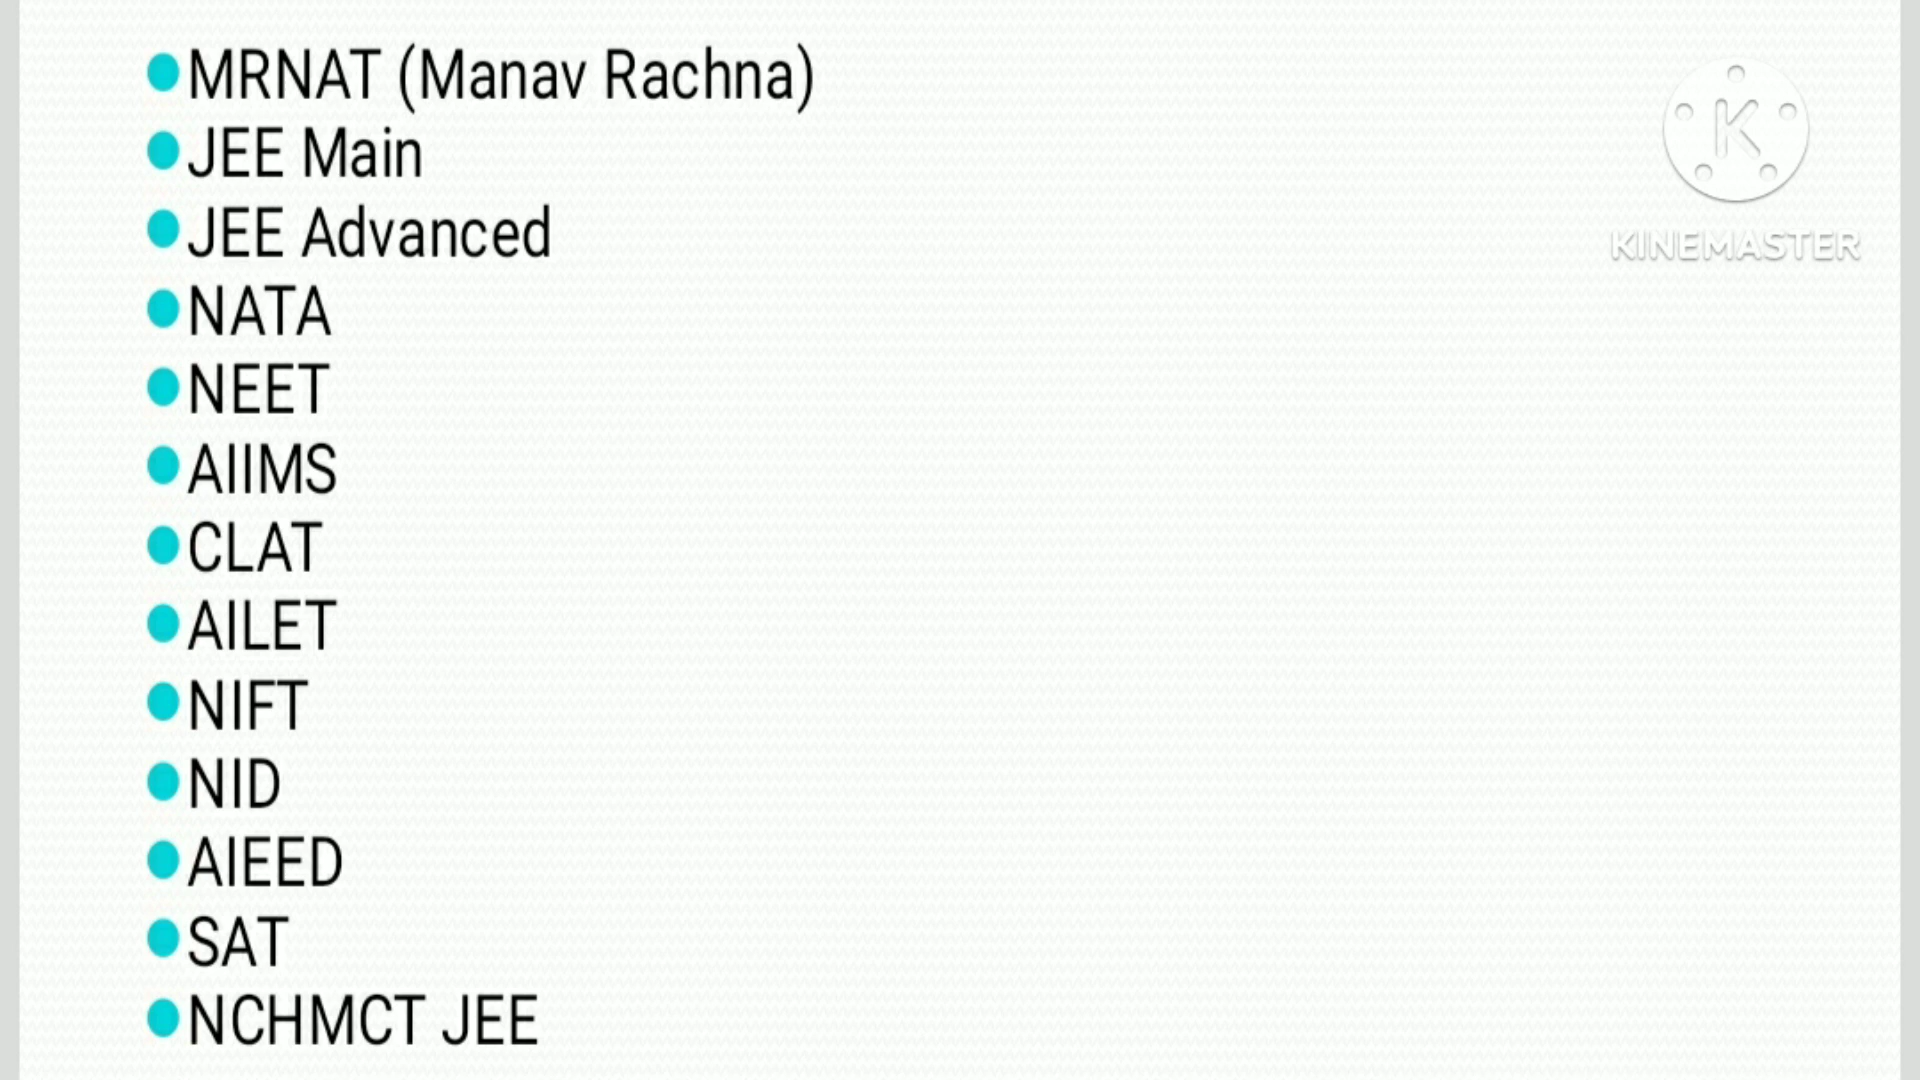 MRNAT (Manav Rachna)
JEE Main
JEE Advanced
NATA
NEET
AIIMS
CLAT
AILET
NIFT
NID
AIEED
SAT
NCHMCT JEE
K
KINEMASTER